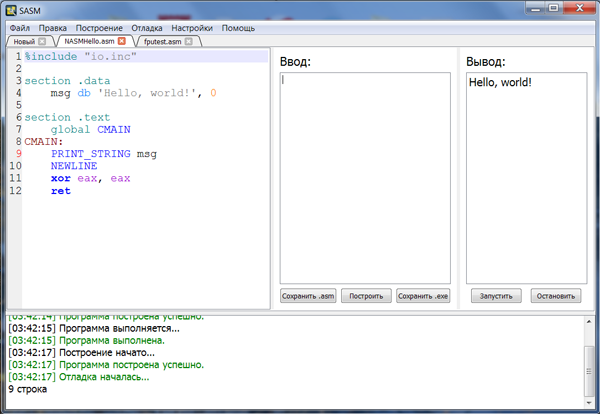 SASM
Файл Правка Построение Отладка Настройки Помощь
Новый NASMHello.asm fputest.asm
1 %include "io.inc"
2
3 section .data
4 msg db 'Hello, world!', 0
5
6 section .text
7 global CMAIN
8 CMAIN:
9 PRINT_STRING msg
10 NEWLINE
11 xor eax, eax
12 ret
Ввод:
Сохранить .asm Построить Сохранить .exe
Вывод:
Hello, world!
Запустить Остановить
[03:42:14] Программа построена успешно.
[03:42:15] Программа выполняется...
[03:42:15] Программа выполнена.
[03:42:17] Построение начато...
[03:42:17] Программа построена успешно.
[03:42:17] Отладка началась...
9 строка